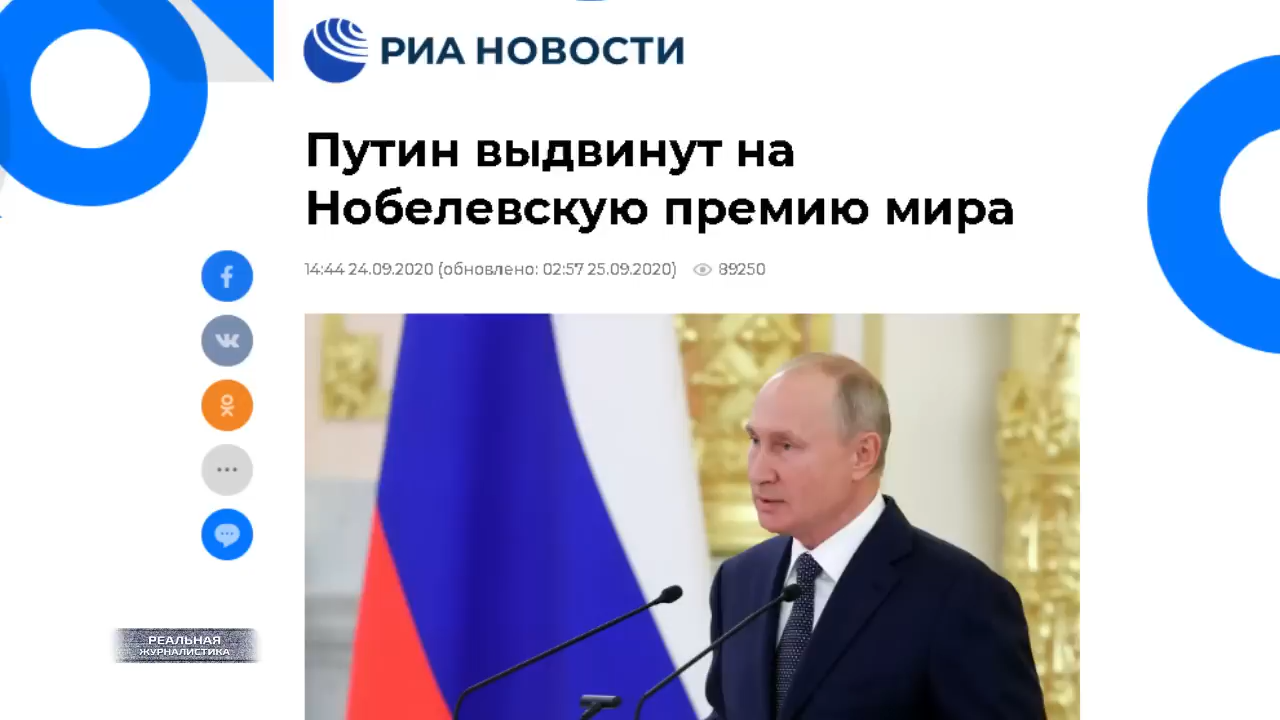 РИА НОВОСТИ
Путин выдвинут на
Нобелевскую премию мира
14:44 24.09.2020 (обновлено: 02:57 25.09.2020) 89250
РЕАЛЬНАЯ
ЖУРНАЛИСТИКА